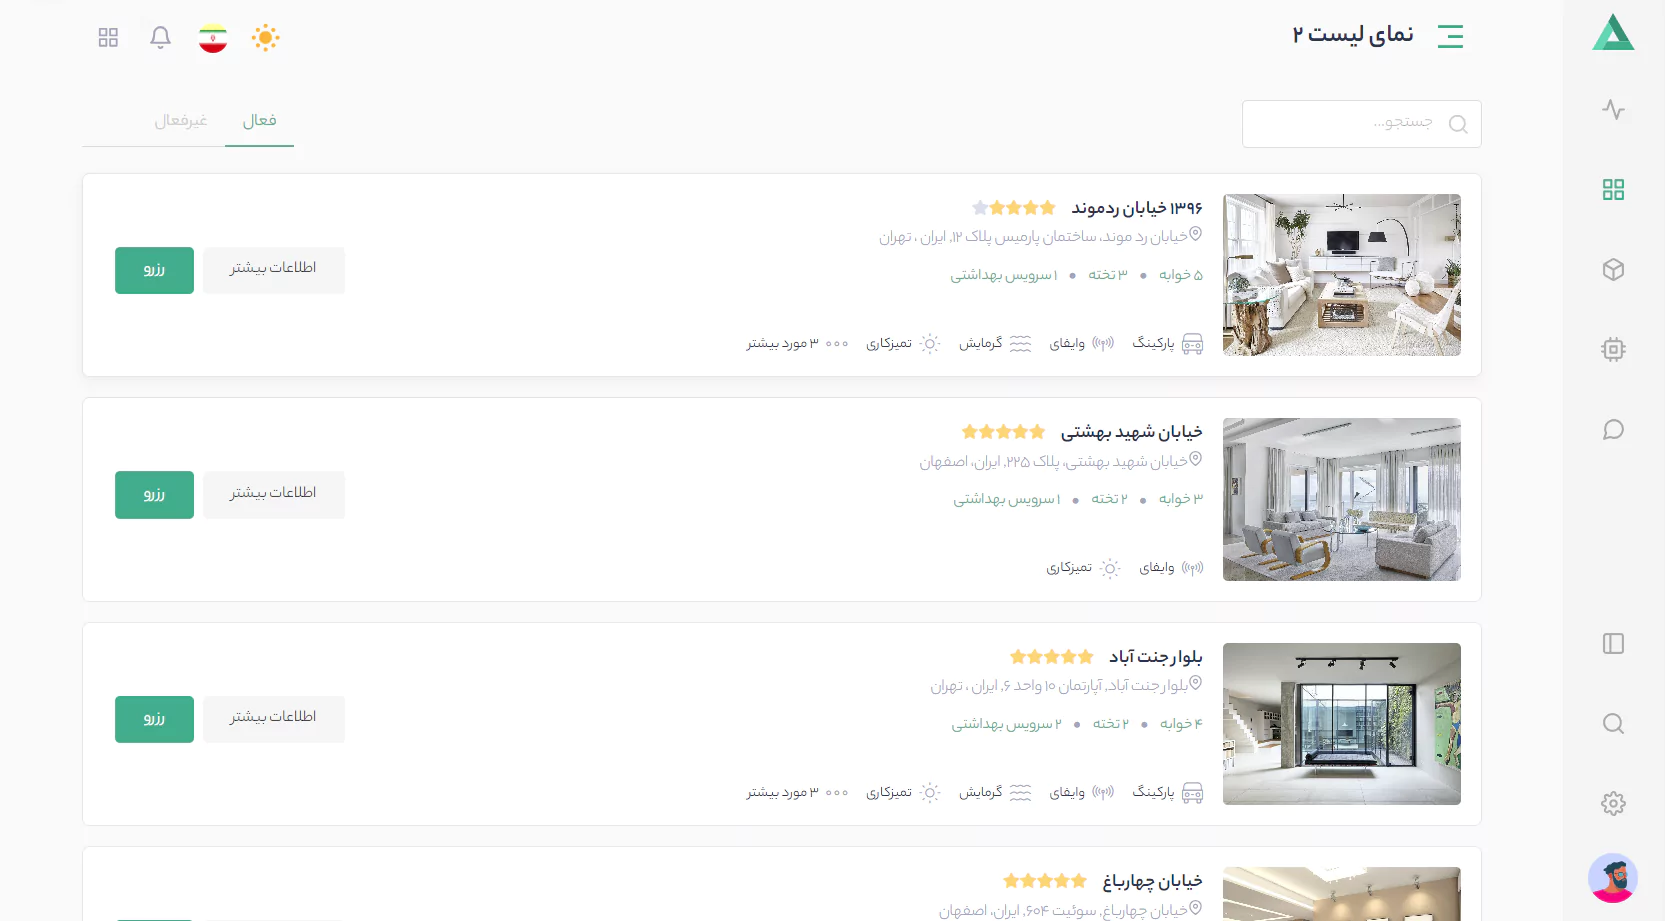 نمای لیست ۲
جستجو...
فعال
غیرفعال
۱۳۹۶ خیابان ردموند
خیابان رد موند، ساختمان پارمیس پلاک ۱۲, ایران ، تهران
۵ خوابه • ۳ تخته • ۱ سرویس بهداشتی
پارکینگ وایفای گرمایش تمیزکاری ۳ مورد بیشتر
اطلاعات بیشتر
رزرو
خیابان شهید بهشتی
خیابان شهید بهشتی، پلاک ۲۲۵, ایران، اصفهان
۳ خوابه • ۲ تخته • ۱ سرویس بهداشتی
وایفای تمیزکاری
اطلاعات بیشتر
رزرو
بلوار جنت آباد
بلوار جنت آباد, آپارتمان ۱۰ واحد ۶, ایران ، تهران
۴ خوابه • ۲ تخته • ۲ سرویس بهداشتی
پارکینگ وایفای گرمایش تمیزکاری ۳ مورد بیشتر
اطلاعات بیشتر
رزرو
خیابان چهارباغ
خیابان چهارباغ, سوئیت ۶۰۴, ایران، اصفهان